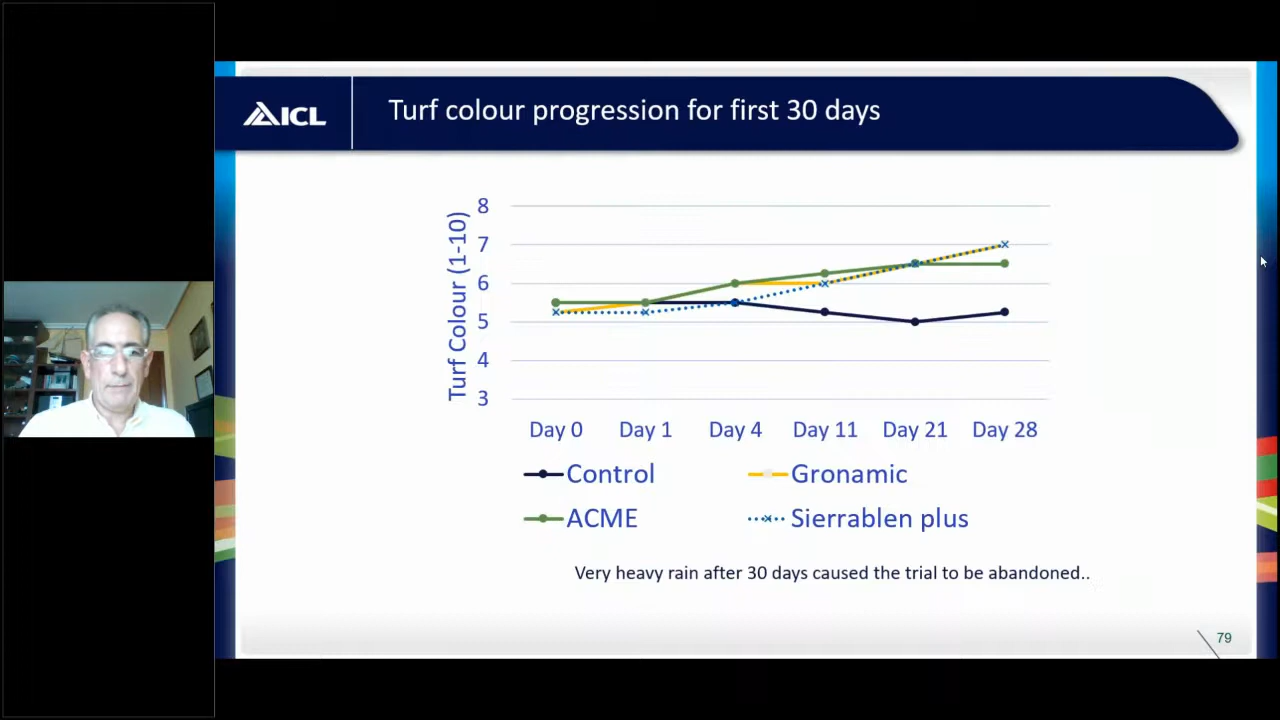 ICL
Turf colour progression for first 30 days
Turf Colour (1-10)
8
7
6
5
4
3
Day 0 Day 1 Day 4 Day 11 Day 21 Day 28
Control Gronamic
ACME Sierrablen plus
Very heavy rain after 30 days caused the trial to be abandoned..
79